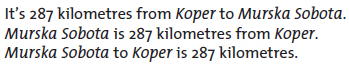 It's 287 kilometres from Koper to Murska Sobota.
Murska Sobota is 287 kilometres from Koper.
Murska Sobota to Koper is 287 kilometres.